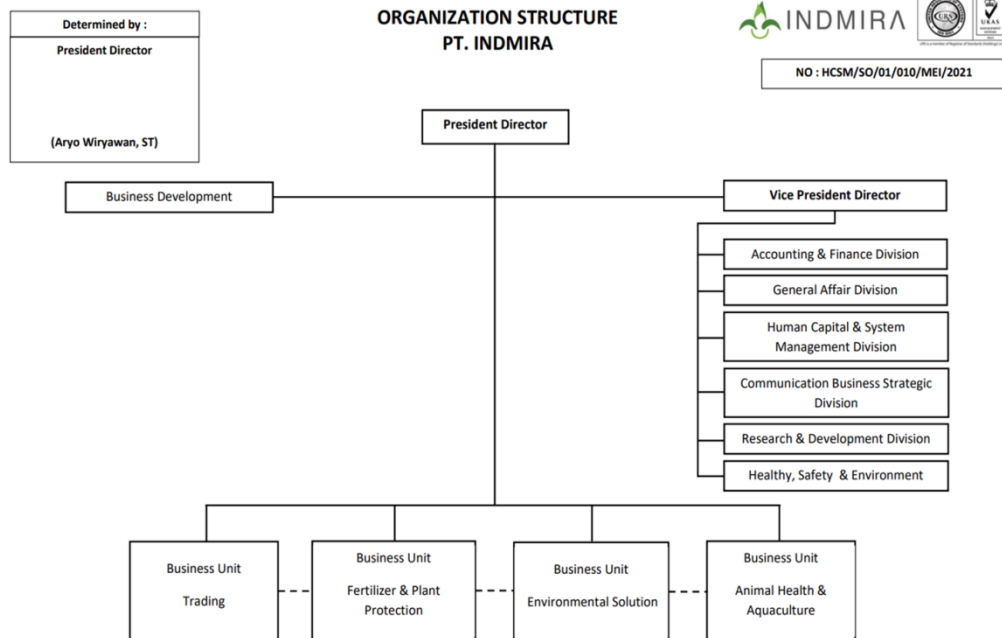 Determined by :
President Director
(Aryo Wiryawan, ST)
ORGANIZATION STRUCTURE
PT. INDMIRA
INDMIRA
URS
UKAS
NO : HCSM/SO/01/010/MEI/2021
President Director
Business Development
Vice President Director
Accounting & Finance Division
General Affair Division
Human Capital & System
Management Division
Communication Business Strategic
Division
Research & Development Division
Healthy, Safety & Environment
Business Unit
Trading
Business Unit
Fertilizer & Plant
Protection
Business Unit
Environmental Solution
Business Unit
Animal Health &
Aquaculture